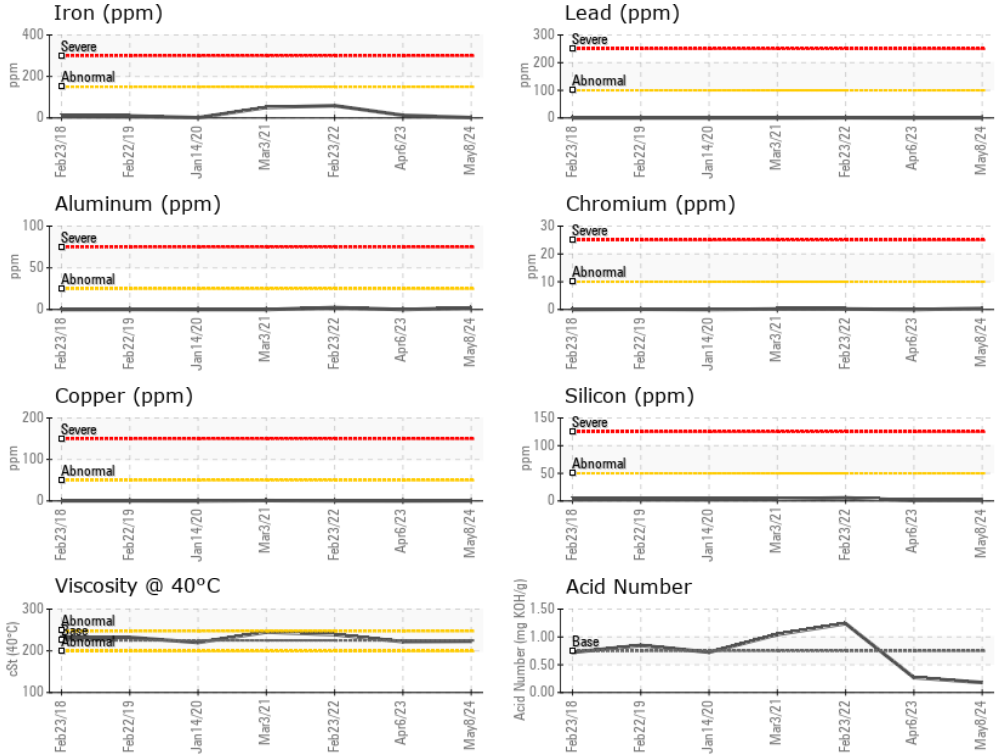 Iron (ppm)
400
200
0
ppm
Severe
Abnormal
Feb23/18
Feb22/19
Jan14/20
Mar3/21
Feb23/22
Apr6/23
May8/24
Lead (ppm)
300
200
100
0
ppm
Severe
Abnormal
Feb23/18
Feb22/19
Jan14/20
Mar3/21
Feb23/22
Apr6/23
May8/24
Aluminum (ppm)
100
50
0
ppm
Severe
Abnormal
Feb23/18
Feb22/19
Jan14/20
Mar3/21
Feb23/22
Apr6/23
May8/24
Chromium (ppm)
30
20
10
0
ppm
Severe
Abnormal
Feb23/18
Feb22/19
Jan14/20
Mar3/21
Feb23/22
Apr6/23
May8/24
Copper (ppm)
200
100
0
ppm
Severe
Abnormal
Feb23/18
Feb22/19
Jan14/20
Mar3/21
Feb23/22
Apr6/23
May8/24
Silicon (ppm)
150
100
50
0
ppm
Severe
Abnormal
Feb23/18
Feb22/19
Jan14/20
Mar3/21
Feb23/22
Apr6/23
May8/24
Viscosity @ 40°C
300
200
100
cSt (40°C)
Abnormal
Base
Abnormal
Feb23/18
Feb22/19
Jan14/20
Mar3/21
Feb23/22
Apr6/23
May8/24
Acid Number
1.50
1.00
0.50
0.00
Acid Number (mg KOH/g)
Base
Feb23/18
Feb22/19
Jan14/20
Mar3/21
Feb23/22
Apr6/23
May8/24